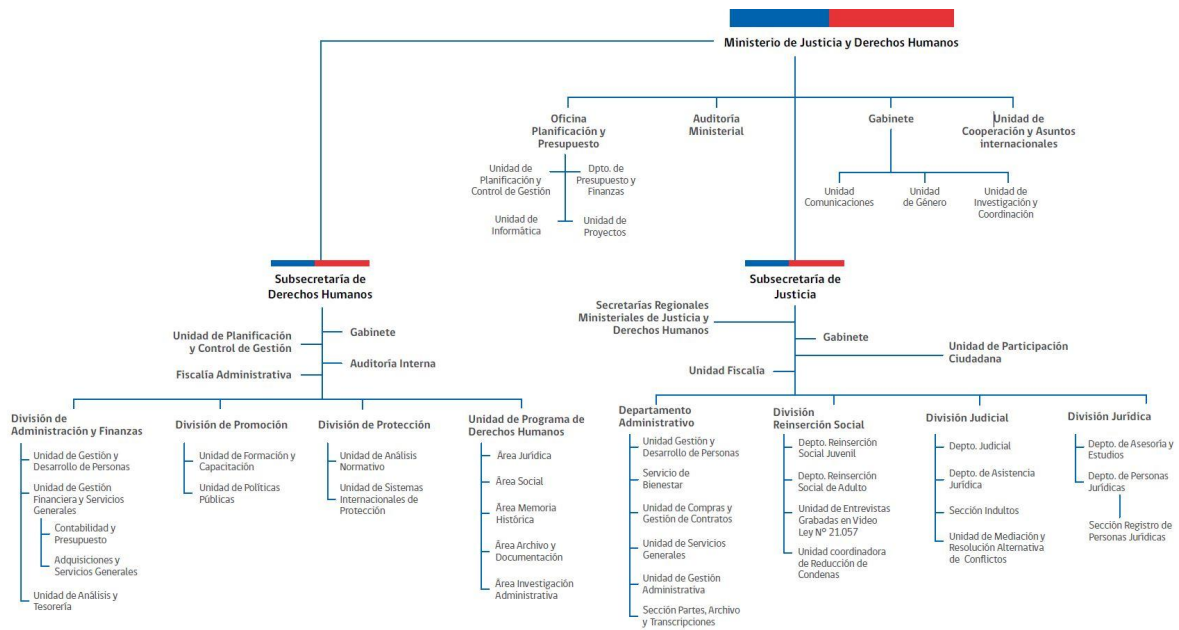 Ministerio de Justicia y Derechos Humanos
Oficina
Planificación y
Presupuesto
Auditoría
Ministerial
Gabinete
Unidad de
Cooperación y Asuntos
internacionales
Unidad de
Planificación y
Control de Gestión
Dpto. de
Presupuesto y
Finanzas
Unidad de
Informática
Unidad de
Proyectos
Unidad
Comunicaciones
Unidad
de Género
Unidad de
Investigación y
Coordinación
Subsecretaría de
Derechos Humanos
Unidad de Planificación
y Control de Gestión
Gabinete
Auditoría Interna
Fiscalía Administrativa
División de
Administración y Finanzas
Unidad de Gestión y
Desarrollo de Personas
Unidad de Gestión
Financiera y Servicios
Generales
Contabilidad y
Presupuesto
Adquisiciones y
Servicios Generales
Unidad de Análisis y
Tesorería
División de Promoción
Unidad de Formación y
Capacitación
Unidad de Políticas
Públicas
División de Protección
Unidad de Análisis
Normativo
Unidad de Sistemas
Internacionales de
Protección
Unidad de Programa de
Derechos Humanos
Área Jurídica
Área Social
Área Memoria
Histórica
Área Archivo y
Documentación
Área Investigación
Administrativa
Subsecretaría de
Justicia
Secretarías Regionales
Ministeriales de Justicia y
Derechos Humanos
Gabinete
Unidad de Participación
Ciudadana
Unidad Fiscalía
Departamento
Administrativo
Unidad Gestión y
Desarrollo de Personas
Servicio de
Bienestar
Unidad de Compras y
Gestión de Contratos
Unidad de Servicios
Generales
Unidad de Gestión
Administrativa
Sección Partes, Archivo
y Transcripciones
División
Reinserción Social
Depto. Reinserción
Social Juvenil
Depto. Reinserción
Social de Adulto
Unidad de Entrevistas
Grabadas en Video
Ley Nº 21.057
Unidad coordinadora
de Reducción de
Condenas
División Judicial
Depto. Judicial
Depto. de Asistencia
Jurídica
Sección Indultos
Unidad de Mediación y
Resolución Alternativa
de Conflictos
División Jurídica
Depto. de Asesoría y
Estudios
Depto. de Personas
Jurídicas
Sección Registro de
Personas Jurídicas